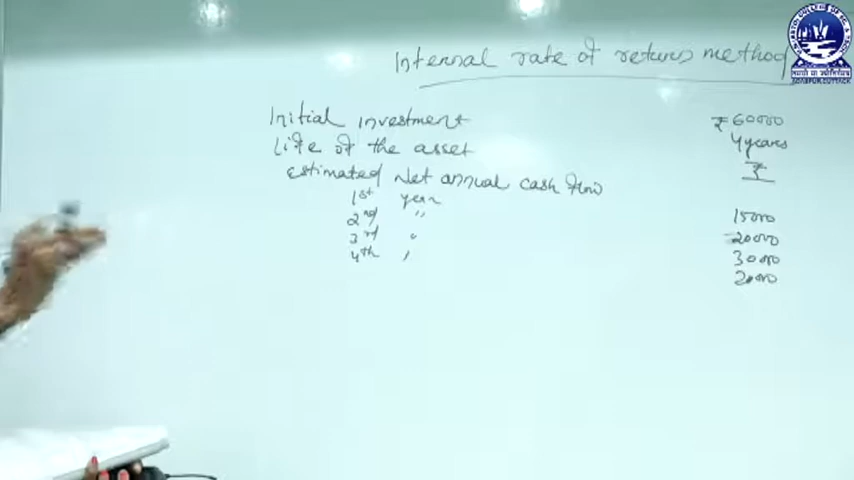 Internal rate of return method
Initial investment ₹ 60000
Life of the asset 4 years
Estimated Net annual cash flow ₹
1st year 15000
2nd " 20000
3rd " 30000
4th " 20000